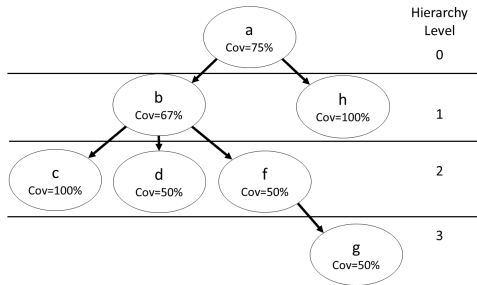 Hierarchy
Level
a
Cov=75%
0
b
Cov=67%
h
Cov=100%
1
c
Cov=100%
d
Cov=50%
f
Cov=50%
2
3
g
Cov=50%